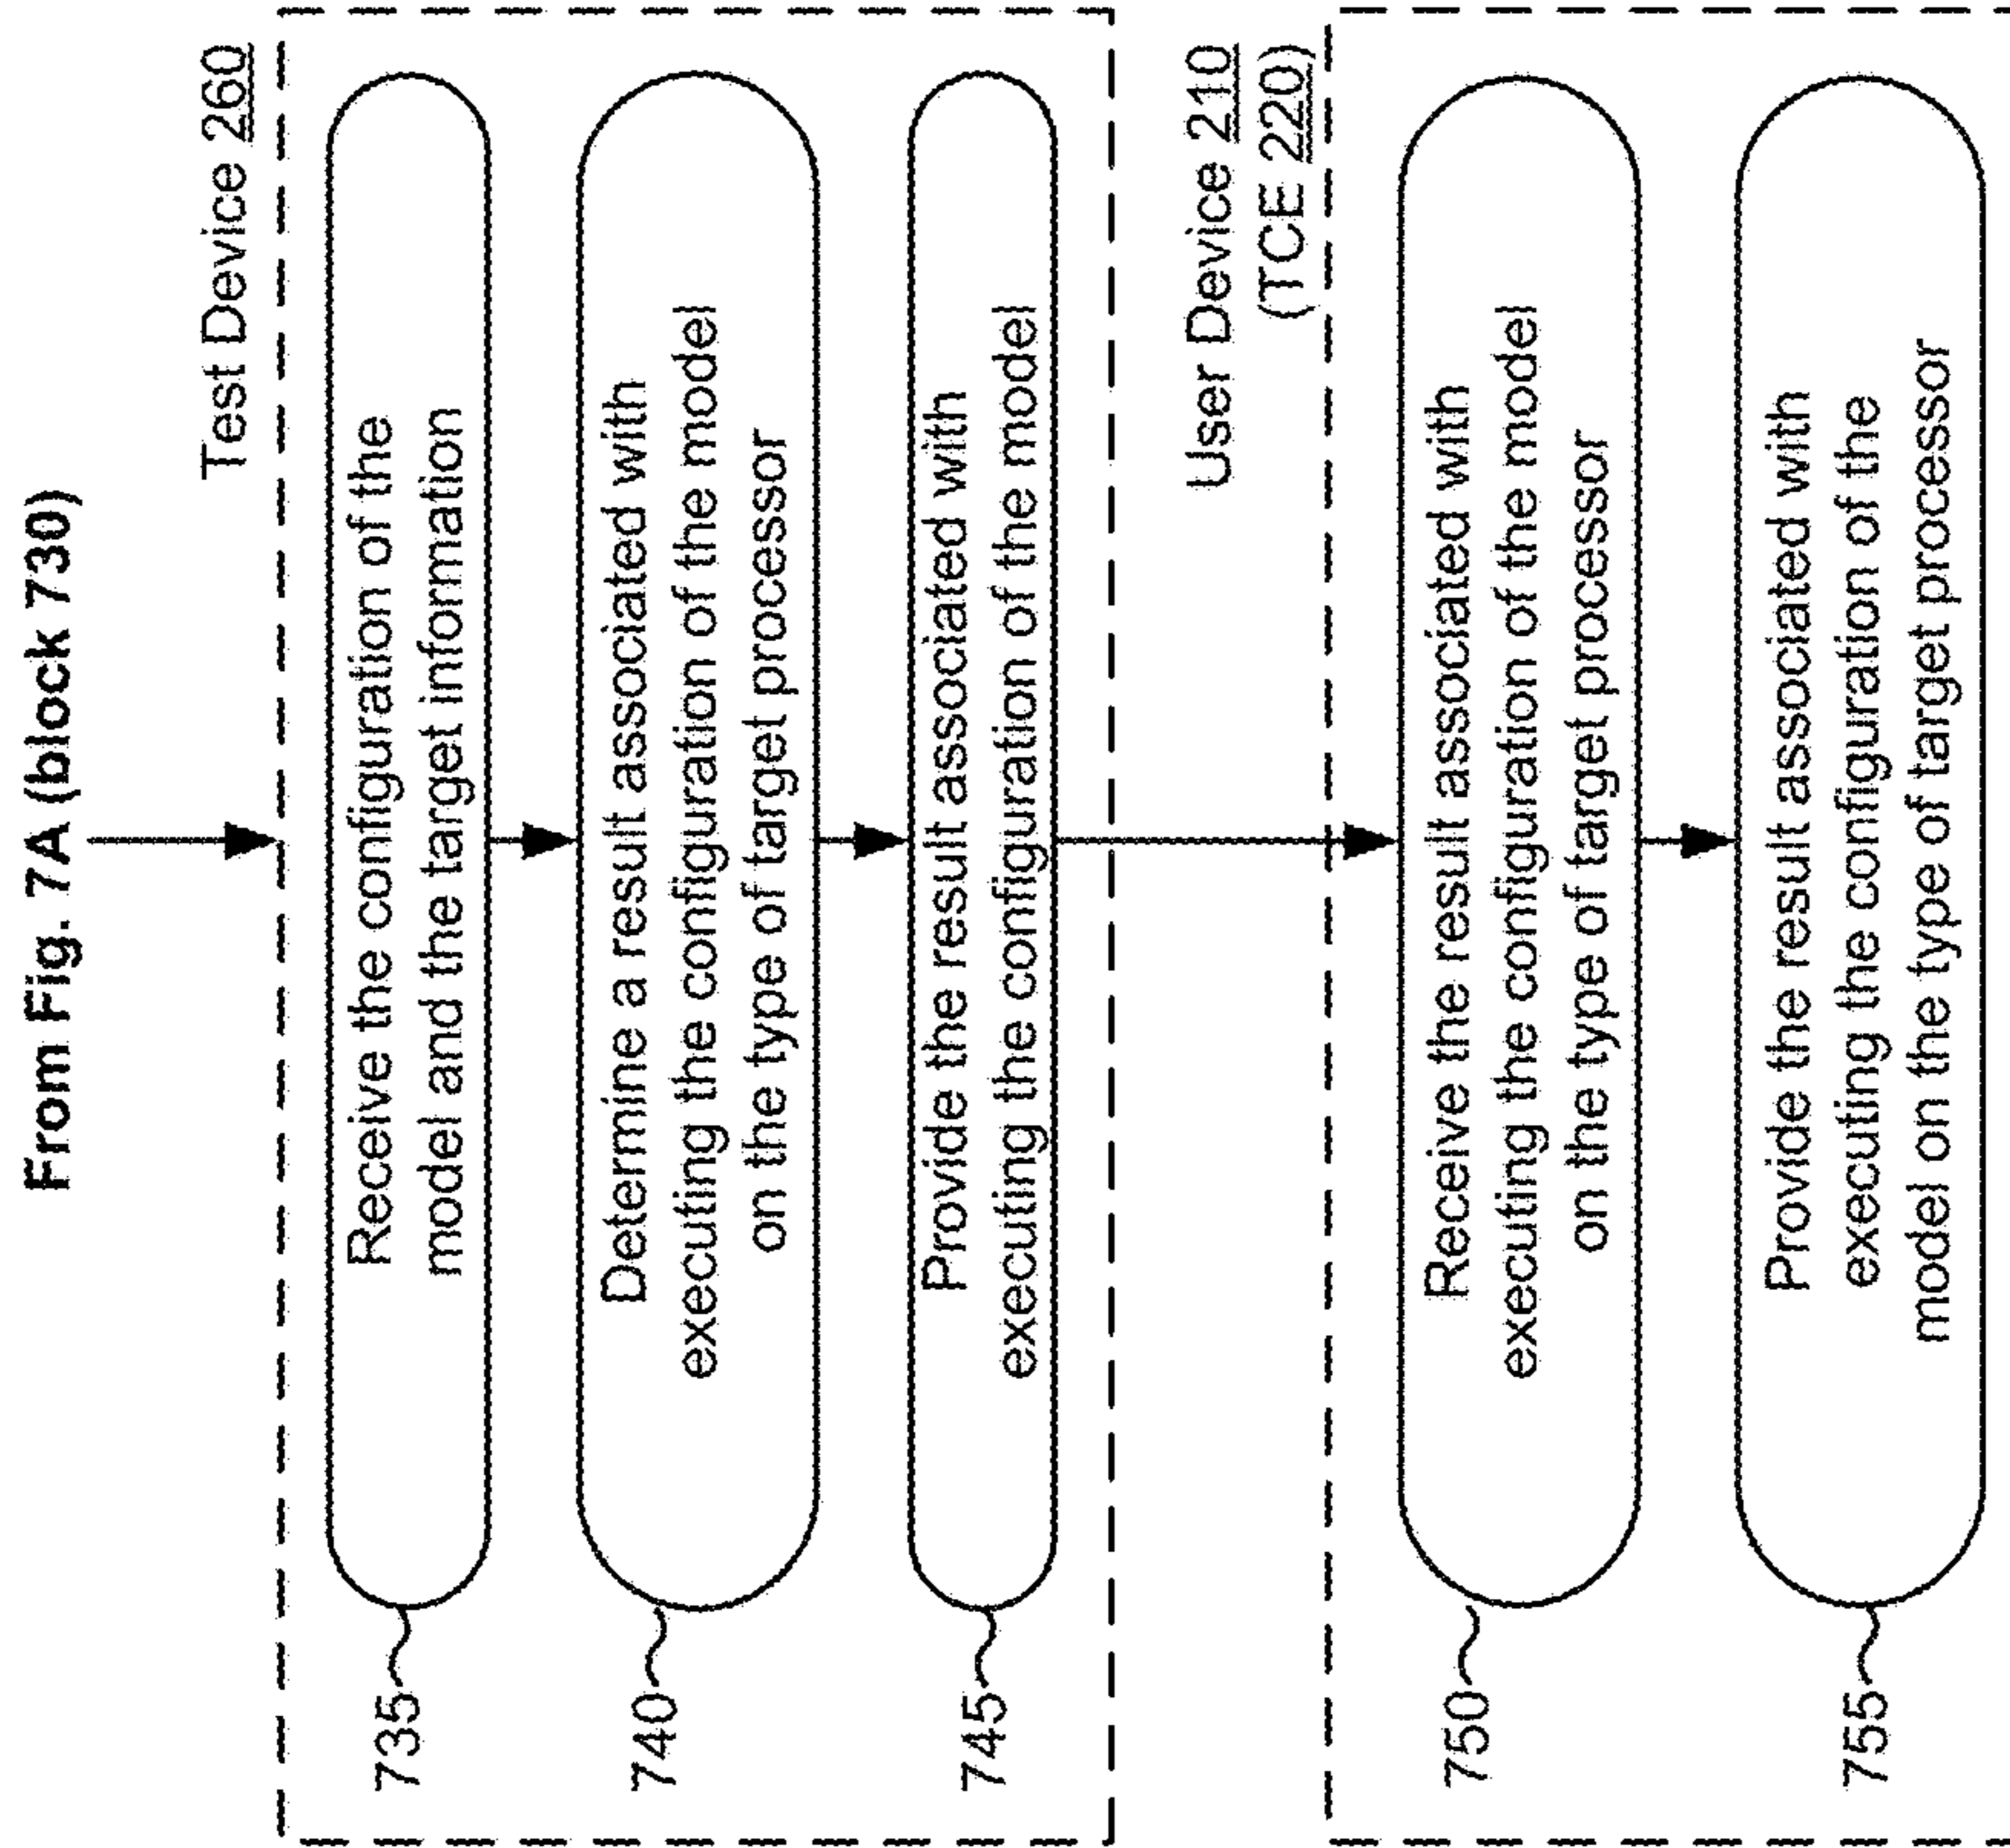 From Fig. 7A (block 730)
Test Device 260
735
Receive the configuration of the
model and the target information
740
Determine a result associated with
executing the configuration of the model
on the type of target processor
745
Provide the result associated with
executing the configuration of the model
User Device 210
(TCE 220)
750
Receive the result associated with
executing the configuration of the model
on the type of target processor
755
Provide the result associated with
executing the configuration of the
model on the type of target processor